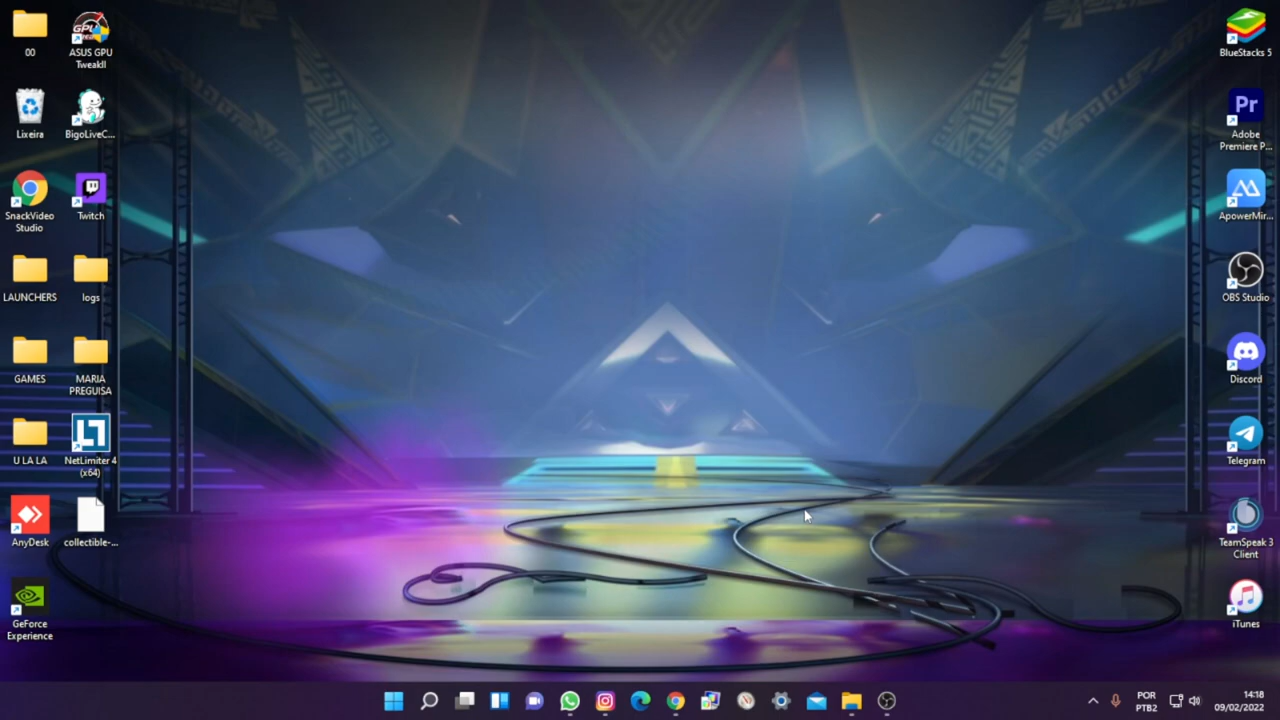 00
ASUS GPU
TweakII
Lixeira
BigoLiveC...
SnackVideo
Studio
Twitch
LAUNCHERS
logs
GAMES
MARIA
PREGUISA
U LA LA
NetLimiter 4
(x64)
AnyDesk
collectible-...
GeForce
Experience
BlueStacks 5
Pr
Adobe
Premiere P...
ApowerMir...
OBS Studio
Discord
Telegram
TeamSpeak 3
Client
iTunes
POR
PTB2
14:18
09/02/2022